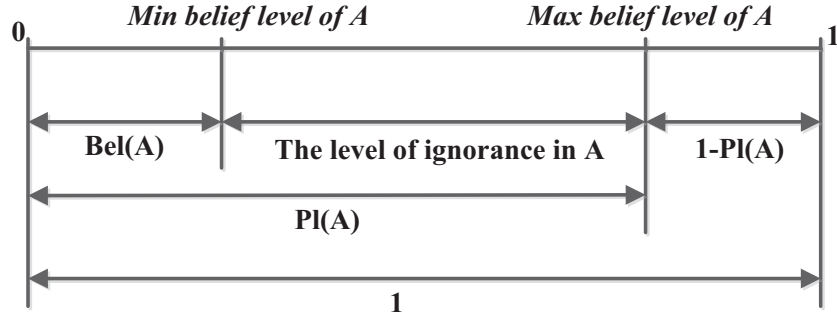 Min belief level of A
Max belief level of A
0
1
Bel(A)
The level of ignorance in A
1-Pl(A)
Pl(A)
1